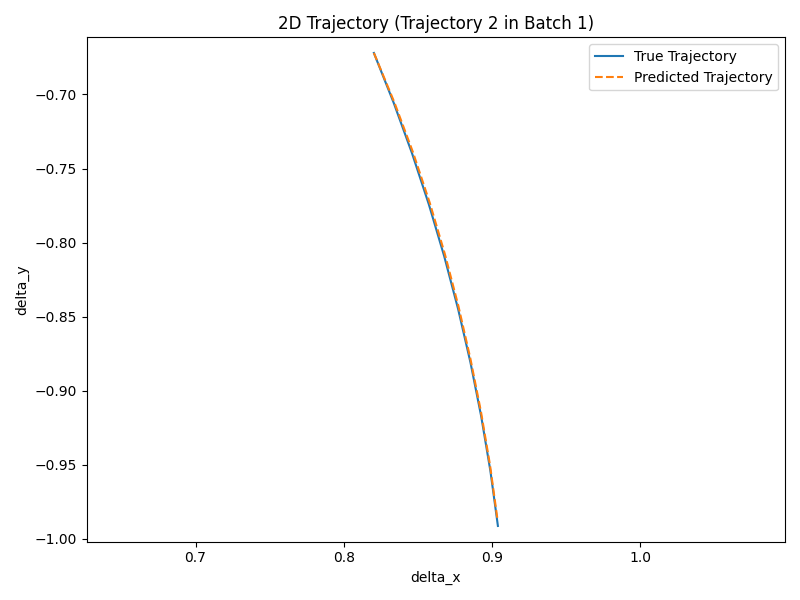 2D Trajectory (Trajectory 2 in Batch 1)
True Trajectory
Predicted Trajectory
−0.70
−0.75
−0.80
−0.85
−0.90
−0.95
−1.00
delta_y
0.7 0.8 0.9 1.0
delta_x